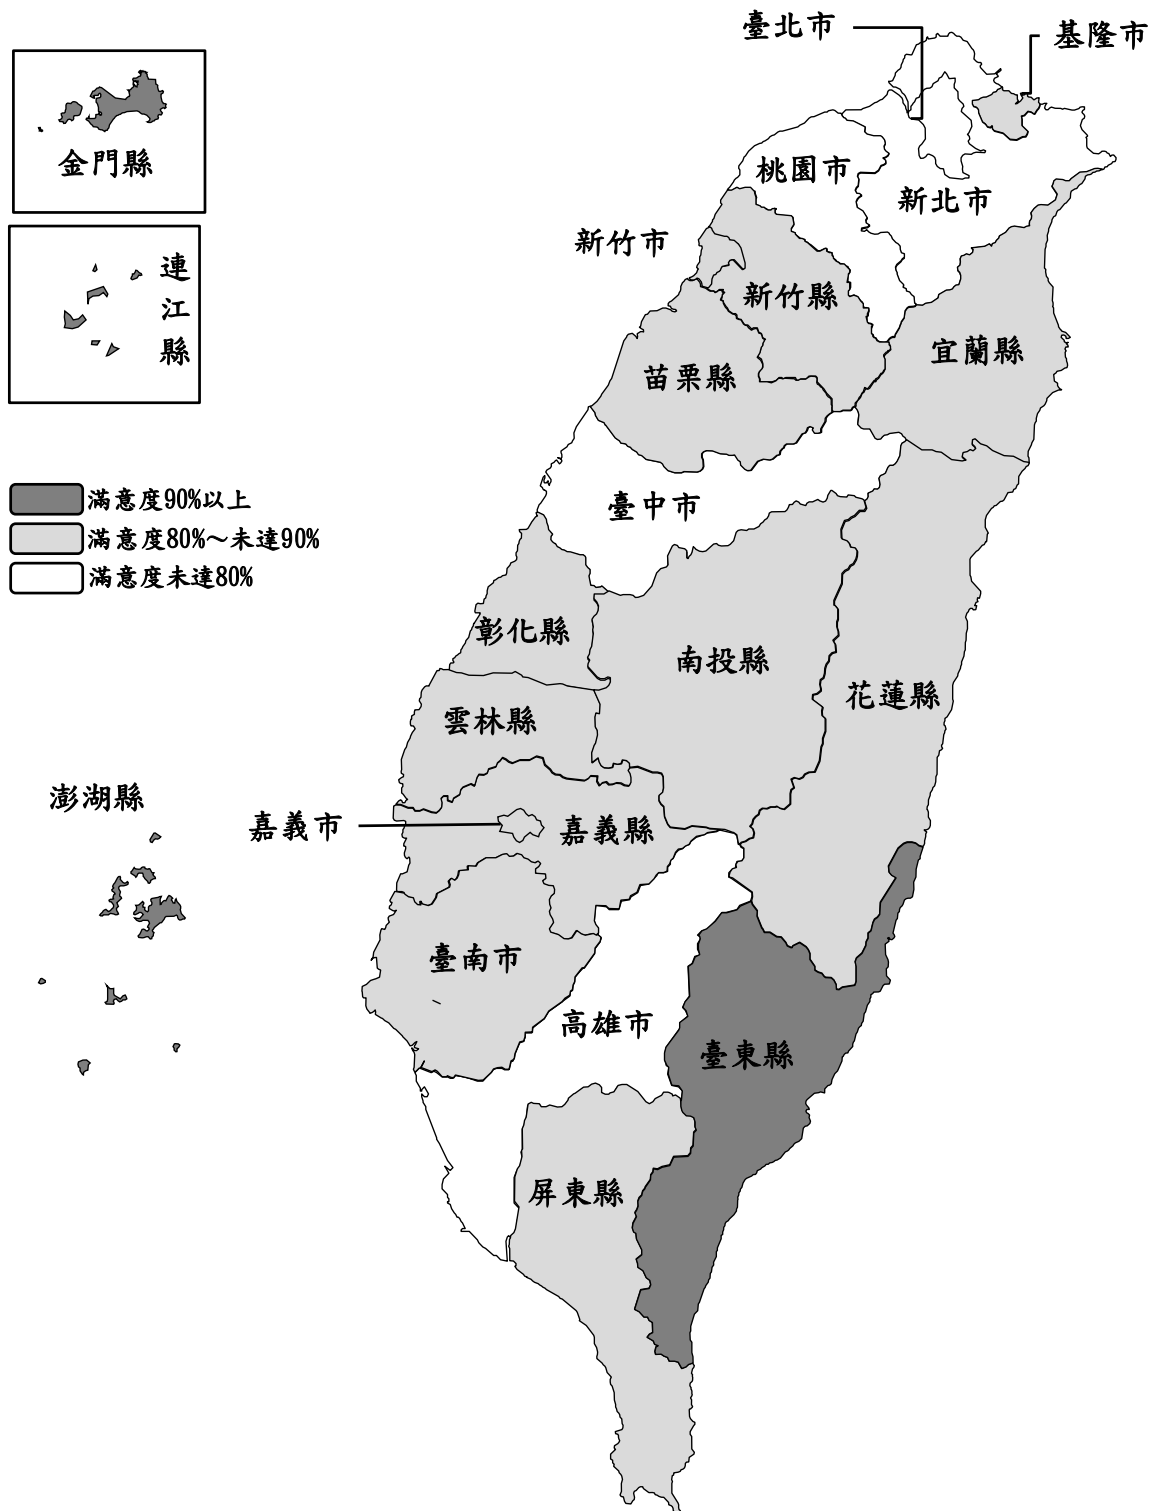 臺北市
基隆市
金門縣
桃園市
新北市
新竹市
連江縣
新竹縣
宜蘭縣
苗栗縣
滿意度90%以上
滿意度80%～未達90%
滿意度未達80%
臺中市
彰化縣
南投縣
花蓮縣
雲林縣
澎湖縣
嘉義市
嘉義縣
臺南市
高雄市
臺東縣
屏東縣